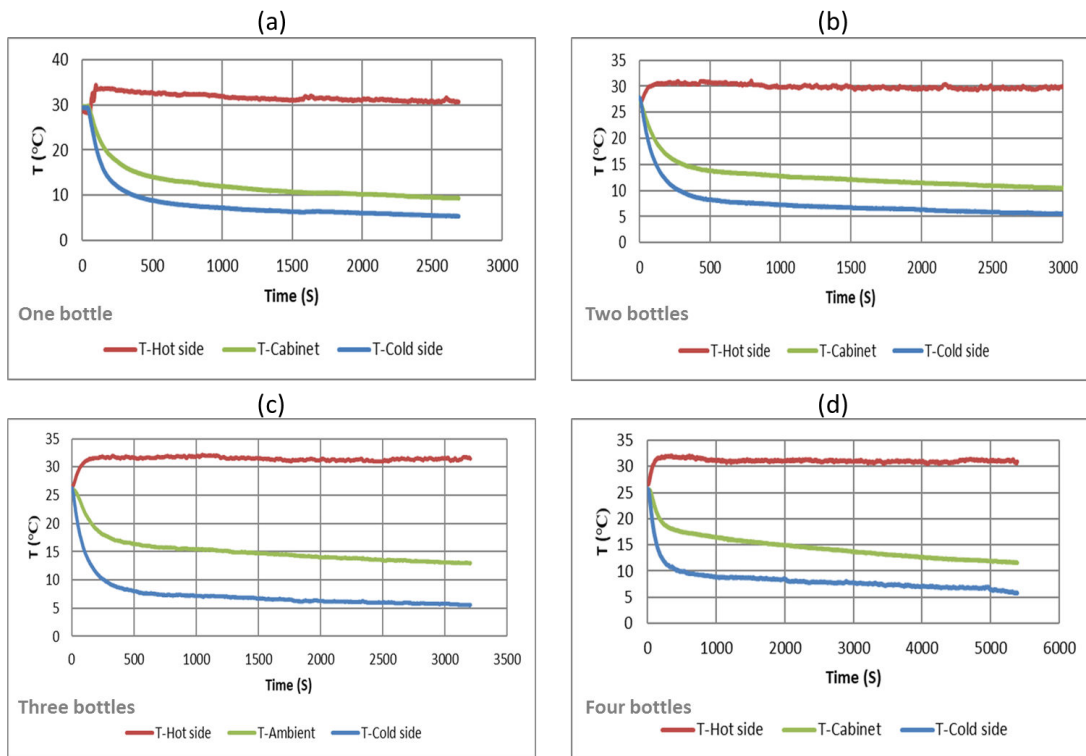 (a)
40
30
20
10
0
T (°C)
0 500 1000 1500 2000 2500 3000
Time (S)
One bottle
T-Hot side T-Cabinet T-Cold side
(b)
35
30
25
20
15
10
5
0
T (°C)
0 500 1000 1500 2000 2500 3000
Time (S)
Two bottles
T-Hot side T-Cabinet T-Cold side
(c)
35
30
25
20
15
10
5
0
T (°C)
0 500 1000 1500 2000 2500 3000 3500
Time (S)
Three bottles
T-Hot side T-Ambient T-Cold side
(d)
35
30
25
20
15
10
5
0
T (°C)
0 1000 2000 3000 4000 5000 6000
Time (S)
Four bottles
T-Hot side T-Cabinet T-Cold side